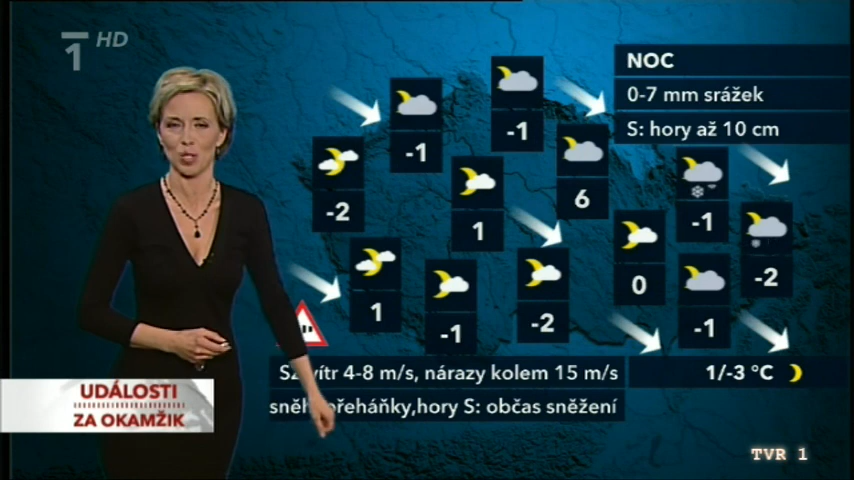 1 HD
NOC
0-7 mm srážek
S: hory až 10 cm
-1
-1
-2
1
6
-1
-2
0
1
-1
-2
-1
SZ vítr 4-8 m/s, nárazy kolem 15 m/s
1/-3 °C
přeháňky,hory S: občas sněžení
UDÁLOSTI
ZA OKAMŽIK
TVR 1